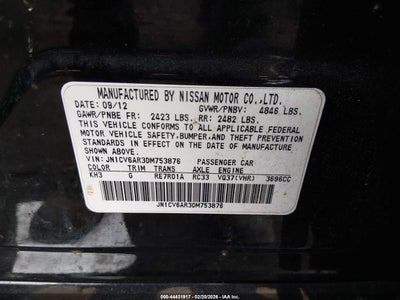 MANUFACTURED BY NISSAN MOTOR CO.,LTD.
DATE: 09/12 GVWR/PNBV: 4846 LBS.
GAWR/PNBE FR: 2423 LBS. RR: 2482 LBS.
THIS VEHICLE CONFORMS TO ALL APPLICABLE FEDERAL
MOTOR VEHICLE SAFETY, BUMPER, AND THEFT PREVENTION
STANDARDS IN EFFECT ON THE DATE OF MANUFACTURE
SHOWN ABOVE.
VIN: JN1CV6AR3DM753876 PASSENGER CAR
COLOR TRIM TRANS AXLE ENGINE
KH3 G RE7R01A RC33 VQ37(VHR) 3696CC
JN1CV6AR3DM753876
000-44431917 - 02/20/2026 - IAA Holdings, LLC